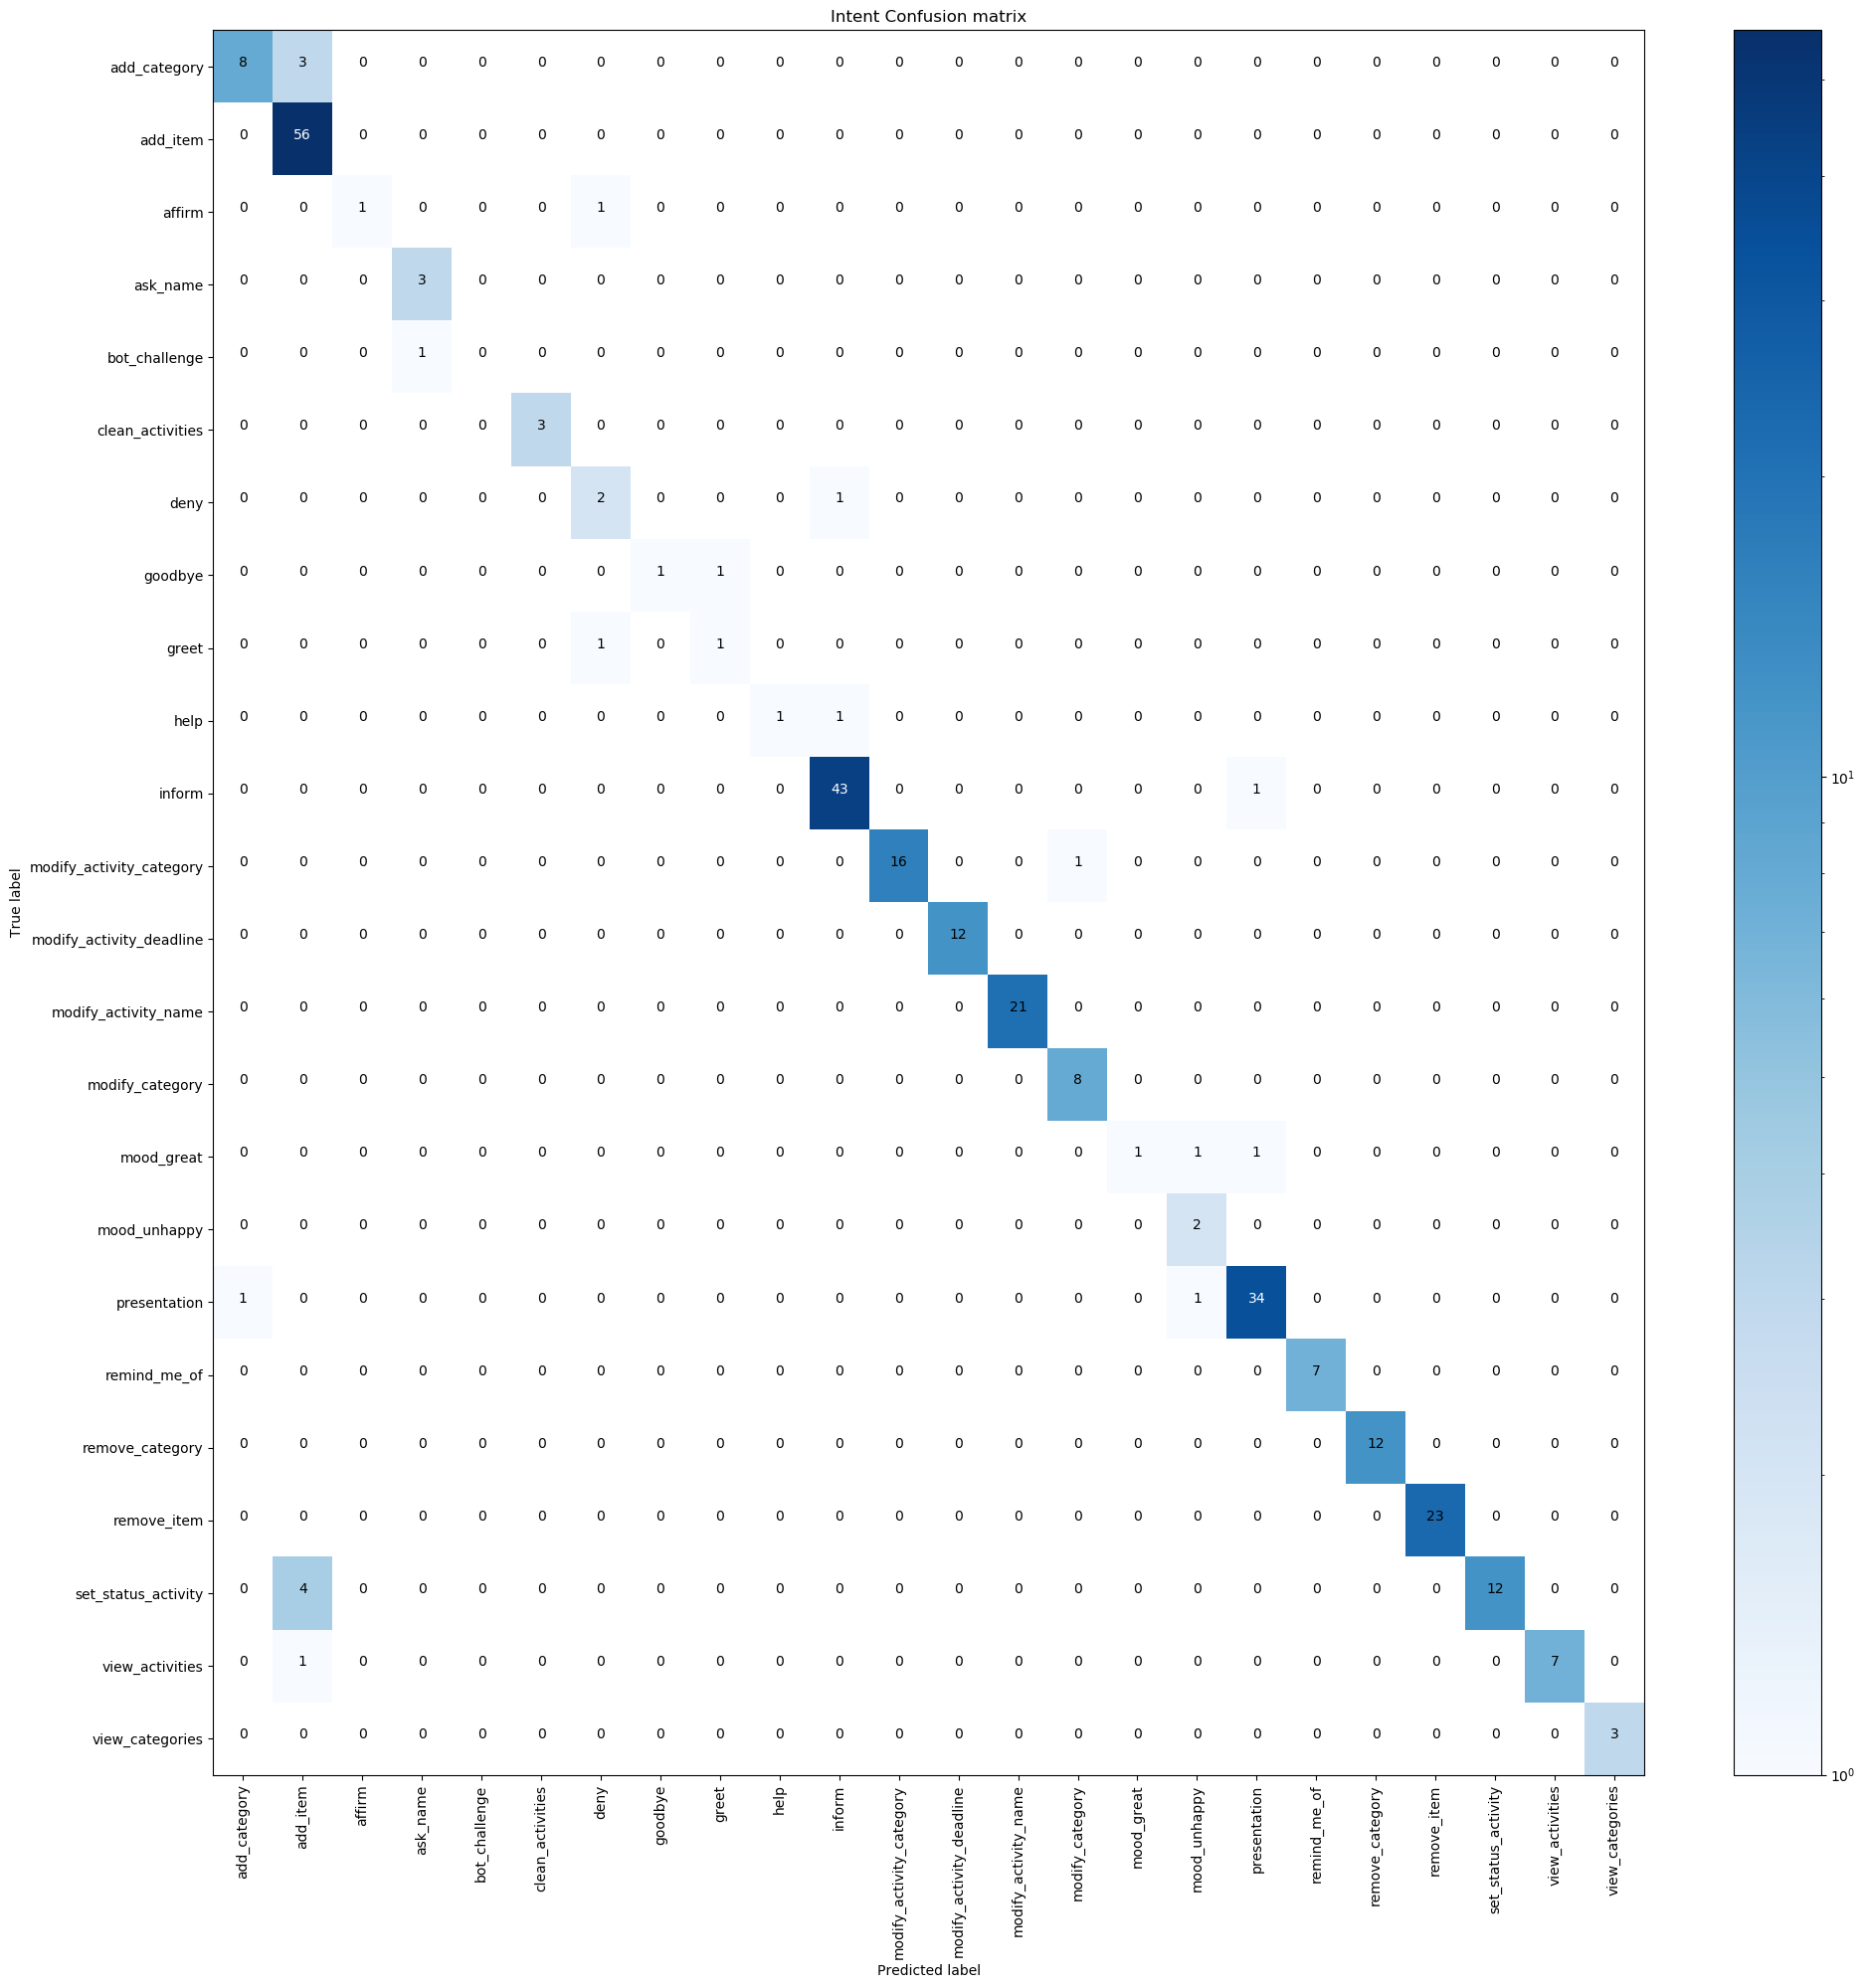 Intent Confusion matrix
add_category 8 3 0 0 0 0 0 0 0 0 0 0 0 0 0 0 0 0 0 0 0 0 0 0
add_item 0 56 0 0 0 0 0 0 0 0 0 0 0 0 0 0 0 0 0 0 0 0 0 0
affirm 0 0 1 0 0 0 1 0 0 0 0 0 0 0 0 0 0 0 0 0 0 0 0 0
ask_name 0 0 0 3 0 0 0 0 0 0 0 0 0 0 0 0 0 0 0 0 0 0 0 0
bot_challenge 0 0 0 1 0 0 0 0 0 0 0 0 0 0 0 0 0 0 0 0 0 0 0 0
clean_activities 0 0 0 0 0 3 0 0 0 0 0 0 0 0 0 0 0 0 0 0 0 0 0 0
deny 0 0 0 0 0 0 2 0 0 0 1 0 0 0 0 0 0 0 0 0 0 0 0 0
goodbye 0 0 0 0 0 0 0 1 1 0 0 0 0 0 0 0 0 0 0 0 0 0 0 0
greet 0 0 0 0 0 0 1 0 1 0 0 0 0 0 0 0 0 0 0 0 0 0 0 0
help 0 0 0 0 0 0 0 0 0 1 1 0 0 0 0 0 0 0 0 0 0 0 0 0
inform 0 0 0 0 0 0 0 0 0 0 43 0 0 0 0 0 0 1 0 0 0 0 0 0
modify_activity_category 0 0 0 0 0 0 0 0 0 0 0 16 0 0 1 0 0 0 0 0 0 0 0 0
modify_activity_deadline 0 0 0 0 0 0 0 0 0 0 0 0 12 0 0 0 0 0 0 0 0 0 0 0
modify_activity_name 0 0 0 0 0 0 0 0 0 0 0 0 0 21 0 0 0 0 0 0 0 0 0 0
modify_category 0 0 0 0 0 0 0 0 0 0 0 0 0 0 8 0 0 0 0 0 0 0 0 0
mood_great 0 0 0 0 0 0 0 0 0 0 0 0 0 0 0 1 1 1 0 0 0 0 0 0
mood_unhappy 0 0 0 0 0 0 0 0 0 0 0 0 0 0 0 0 2 0 0 0 0 0 0 0
presentation 1 0 0 0 0 0 0 0 0 0 0 0 0 0 0 0 1 34 0 0 0 0 0 0
remind_me_of 0 0 0 0 0 0 0 0 0 0 0 0 0 0 0 0 0 0 7 0 0 0 0 0
remove_category 0 0 0 0 0 0 0 0 0 0 0 0 0 0 0 0 0 0 0 12 0 0 0 0
remove_item 0 0 0 0 0 0 0 0 0 0 0 0 0 0 0 0 0 0 0 0 23 0 0 0
set_status_activity 0 4 0 0 0 0 0 0 0 0 0 0 0 0 0 0 0 0 0 0 0 12 0 0
view_activities 0 1 0 0 0 0 0 0 0 0 0 0 0 0 0 0 0 0 0 0 0 0 7 0
view_categories 0 0 0 0 0 0 0 0 0 0 0 0 0 0 0 0 0 0 0 0 0 0 0 3
True label
add_category
add_item
affirm
ask_name
bot_challenge
clean_activities
deny
goodbye
greet
help
inform
modify_activity_category
modify_activity_deadline
modify_activity_name
modify_category
mood_great
mood_unhappy
presentation
remind_me_of
remove_category
remove_item
set_status_activity
view_activities
view_categories
Predicted label
10¹
10⁰